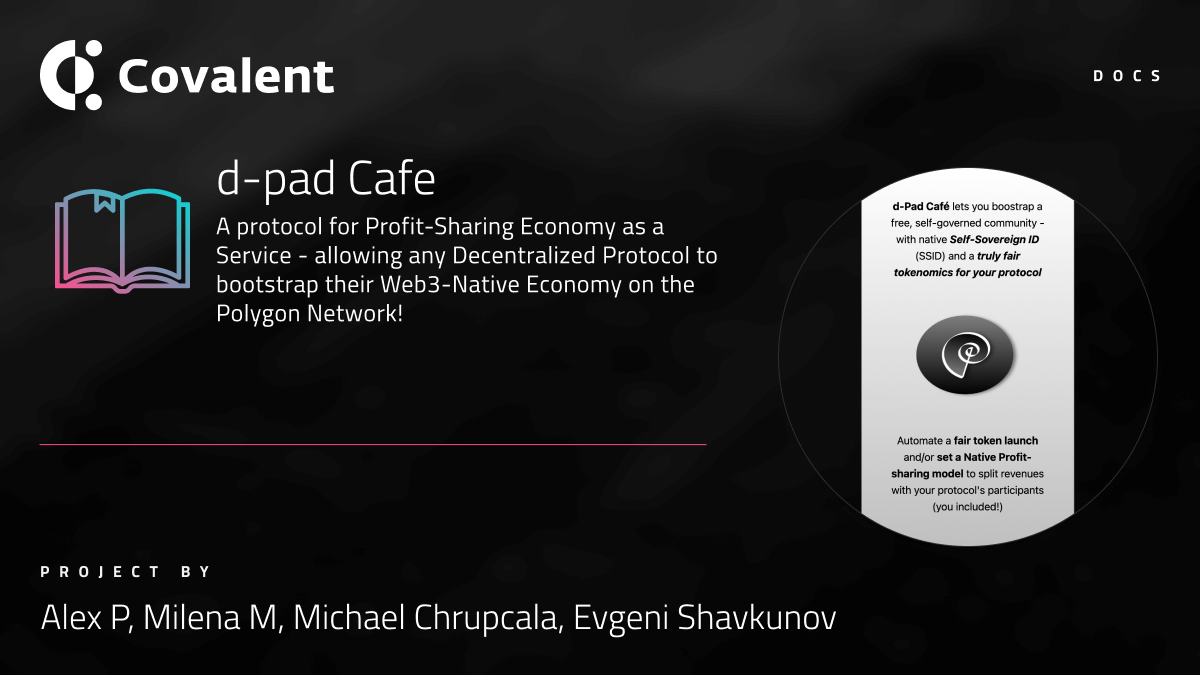 Covalent
DOCS
d-pad Cafe
A protocol for Profit-Sharing Economy as a
Service - allowing any Decentralized Protocol to
bootstrap their Web3-Native Economy on the
Polygon Network!
d-Pad Café lets you boostrap a
free, self-governed community -
with native Self-Sovereign ID
(SSID) and a truly fair
tokenomics for your protocol
Automate a fair token launch
and/or set a Native Profit-
sharing model to split revenues
with your protocol's participants
(you included!)
PROJECT BY
Alex P, Milena M, Michael Chrupcala, Evgeni Shavkunov